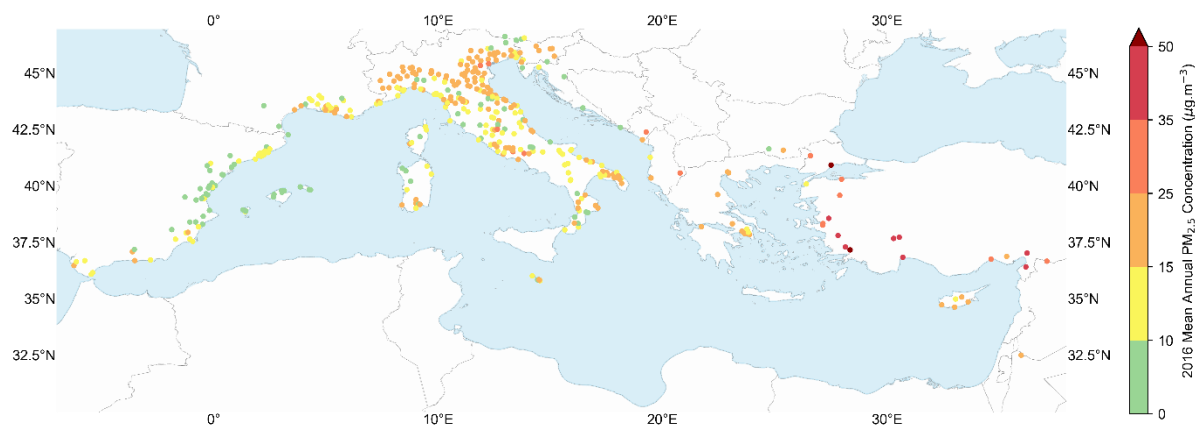 0° 10°E 20°E 30°E
45°N 45°N
42.5°N 42.5°N
40°N 40°N
37.5°N 37.5°N
35°N 35°N
32.5°N 32.5°N
0° 10°E 20°E 30°E
50
35
25
15
10
0
2016 Mean Annual PM₂.₅ Concentration (µg.m⁻³)